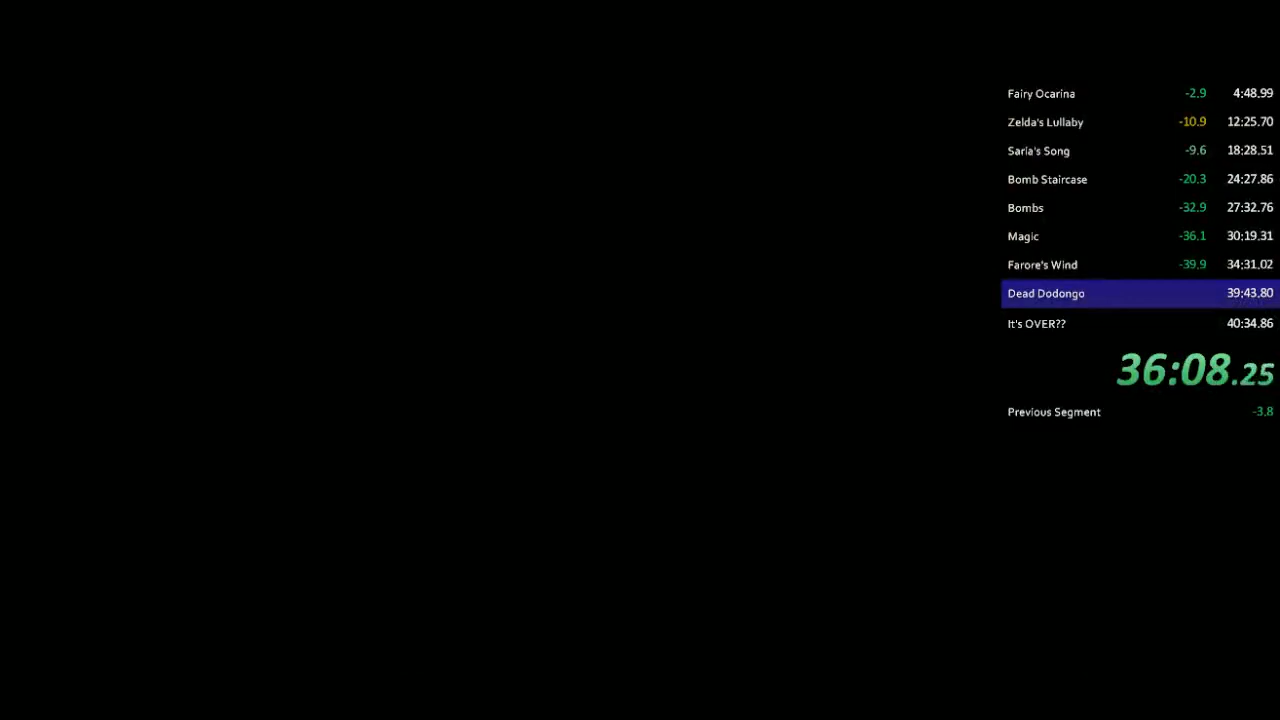 Fairy Ocarina -2.9 4:48.99
Zelda's Lullaby -10.9 12:25.70
Saria's Song -9.6 18:28.51
Bomb Staircase -20.3 24:27.86
Bombs -32.9 27:32.76
Magic -36.1 30:19.31
Farore's Wind -39.9 34:31.02
Dead Dodongo 39:43.80
It's OVER?? 40:34.86
36:08.25
Previous Segment -3.8